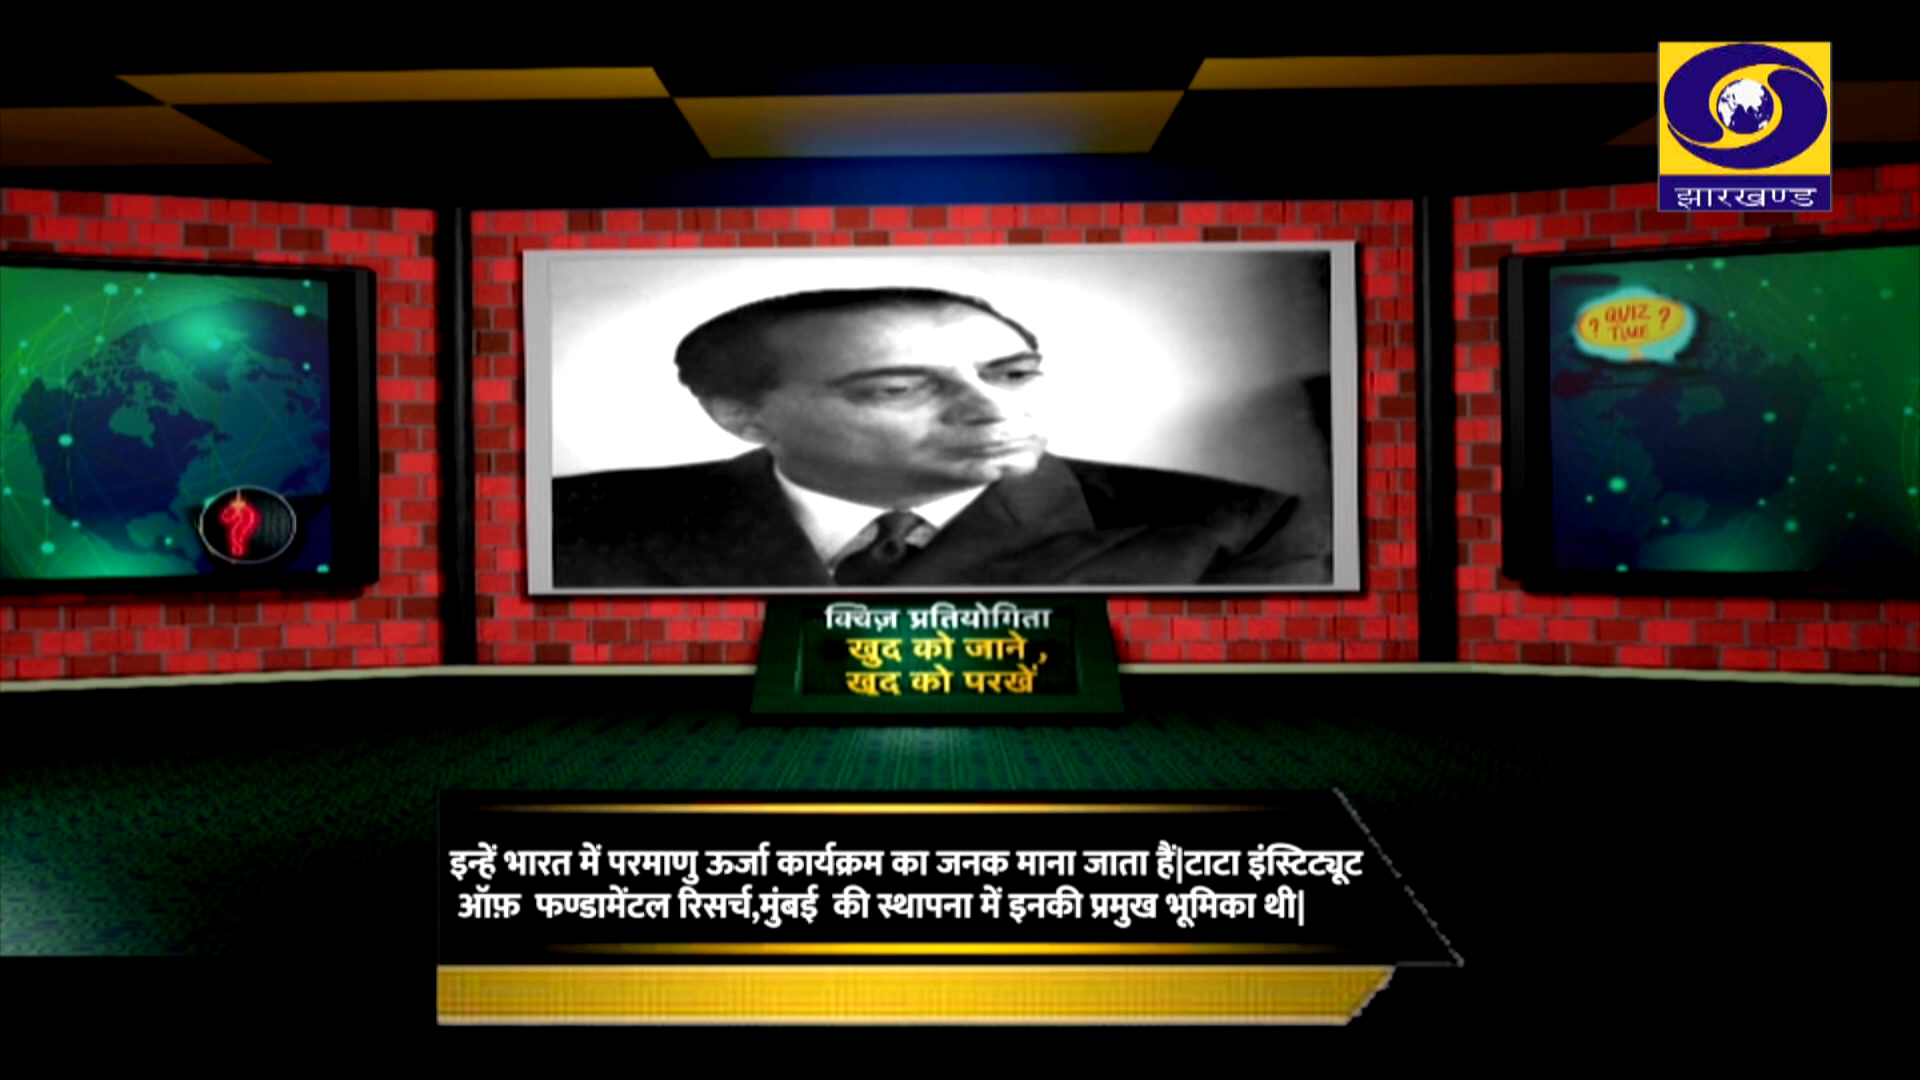 झारखण्ड
? QUIZ ?
TIME
क्विज़ प्रतियोगिता
खुद को जाने ,
खुद को परखें
इन्हें भारत में परमाणु ऊर्जा कार्यक्रम का जनक माना जाता हैं|टाटा इंस्टिट्यूट
ऑफ़ फण्डामेंटल रिसर्च,मुंबई की स्थापना में इनकी प्रमुख भूमिका थी|